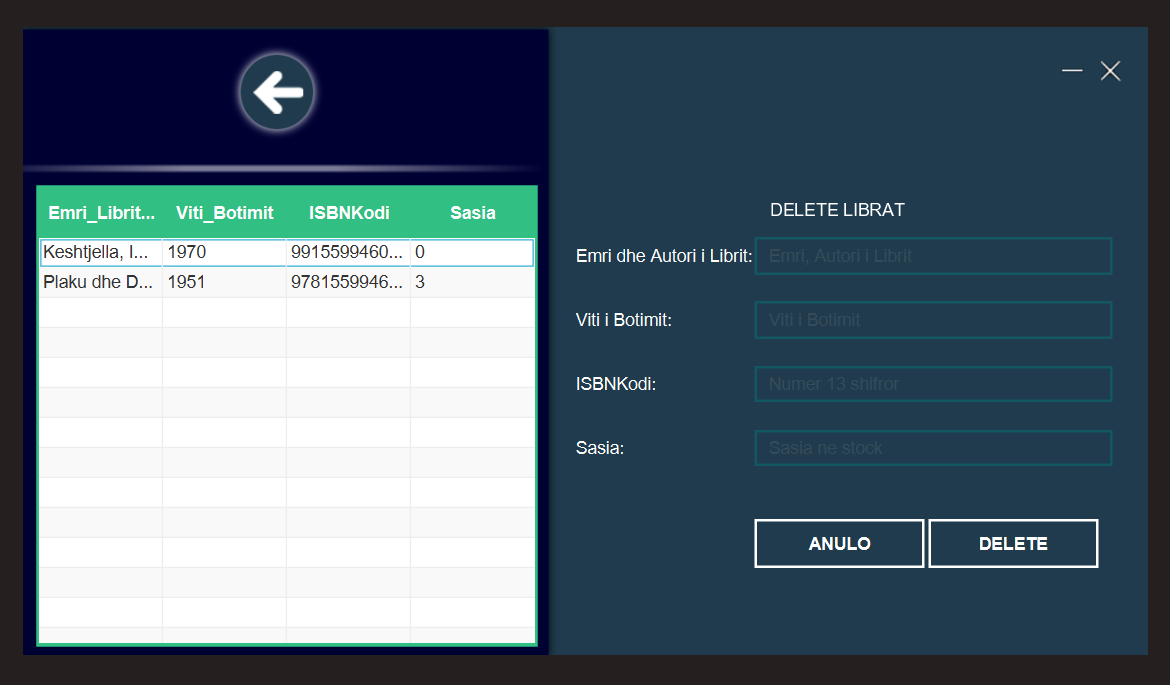 Emri_Librit... Viti_Botimit ISBNKodi Sasia
Keshtjella, I... 1970 9915599460... 0
Plaku dhe D... 1951 9781559946... 3
DELETE LIBRAT
Emri dhe Autori i Librit: Emri, Autori i Librit
Viti i Botimit: Viti i Botimit
ISBNKodi: Numer 13 shifror
Sasia: Sasia ne stock
ANULO DELETE